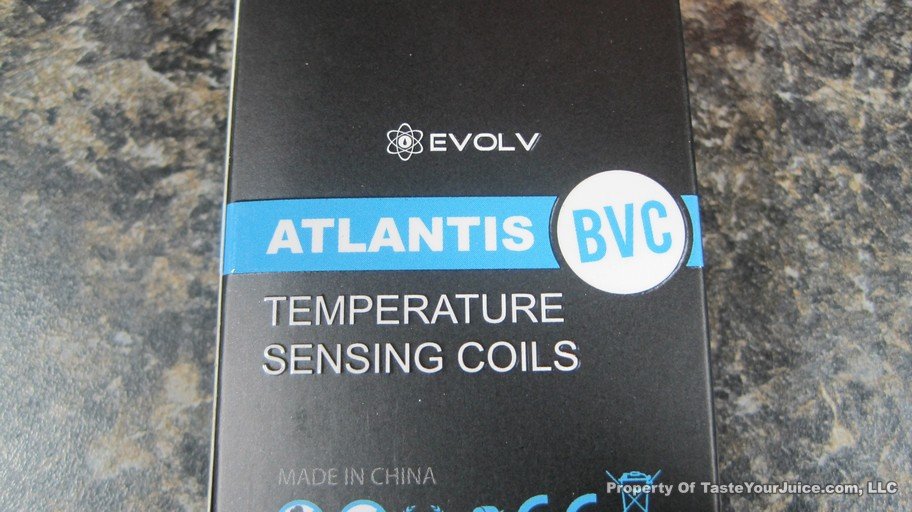 EVOLV
ATLANTIS BVC
TEMPERATURE
SENSING COILS
MADE IN CHINA
Property Of TasteYourJuice.com, LLC